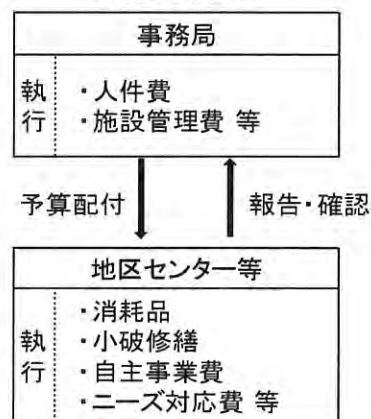 事務局
執行
・人件費
・施設管理費 等
予算配付
報告・確認
地区センター等
執行
・消耗品
・小破修繕
・自主事業費
・ニーズ対応費 等